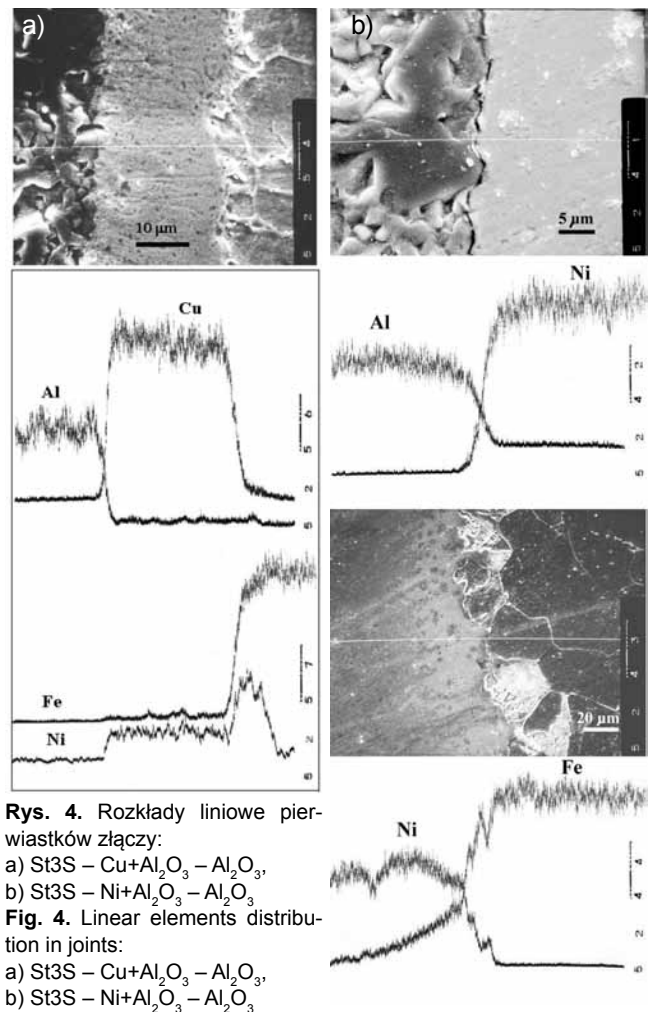 a)
10 µm
Cu
Al
Fe
Ni
Rys. 4. Rozkłady liniowe pier-
wiastków złączy:
a) St3S – Cu+Al₂O₃ – Al₂O₃,
b) St3S – Ni+Al₂O₃ – Al₂O₃
Fig. 4. Linear elements distribu-
tion in joints:
a) St3S – Cu+Al₂O₃ – Al₂O₃,
b) St3S – Ni+Al₂O₃ – Al₂O₃
b)
5 µm
Ni
Al
20 µm
Fe
Ni